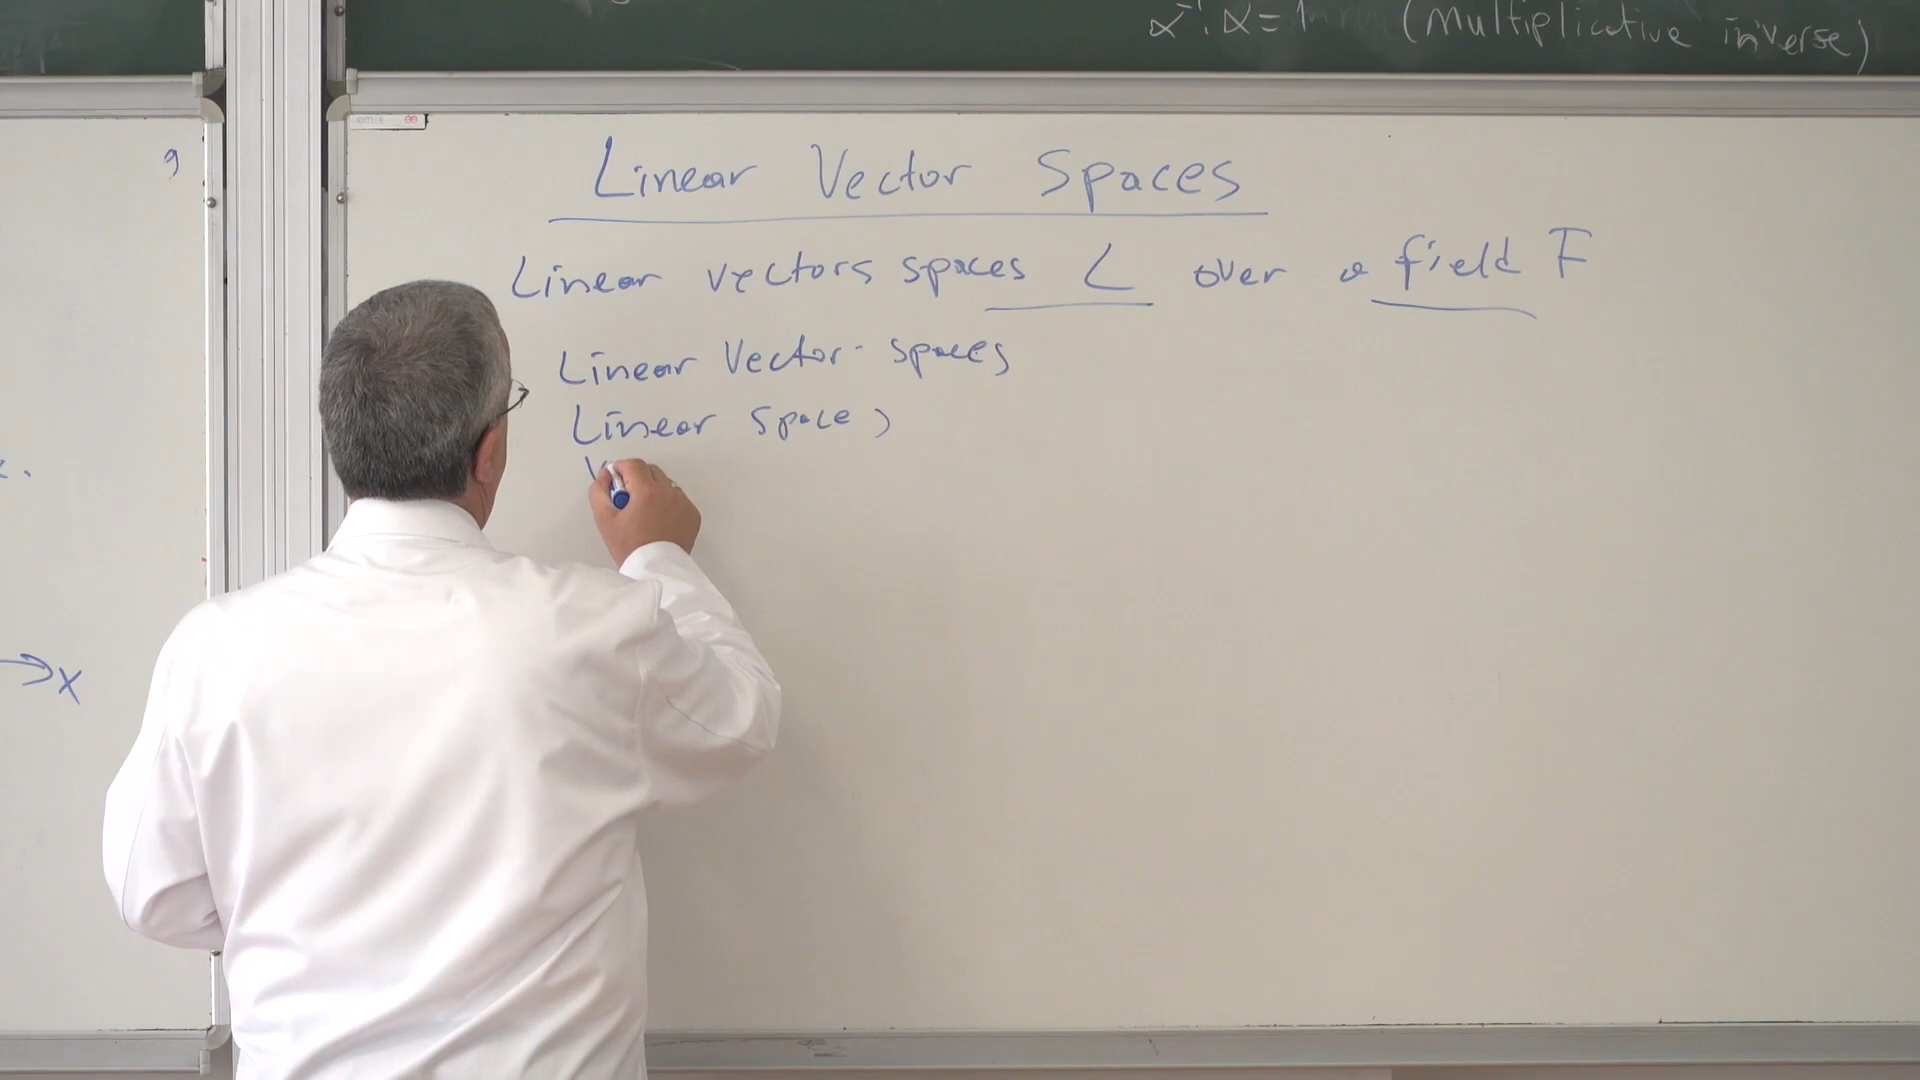 α⁻¹. α = 1 (multiplicative inverse)
Linear Vector Spaces
Linear vectors spaces L over a field F
Linear Vector- spaces
Linear Space,
V
x